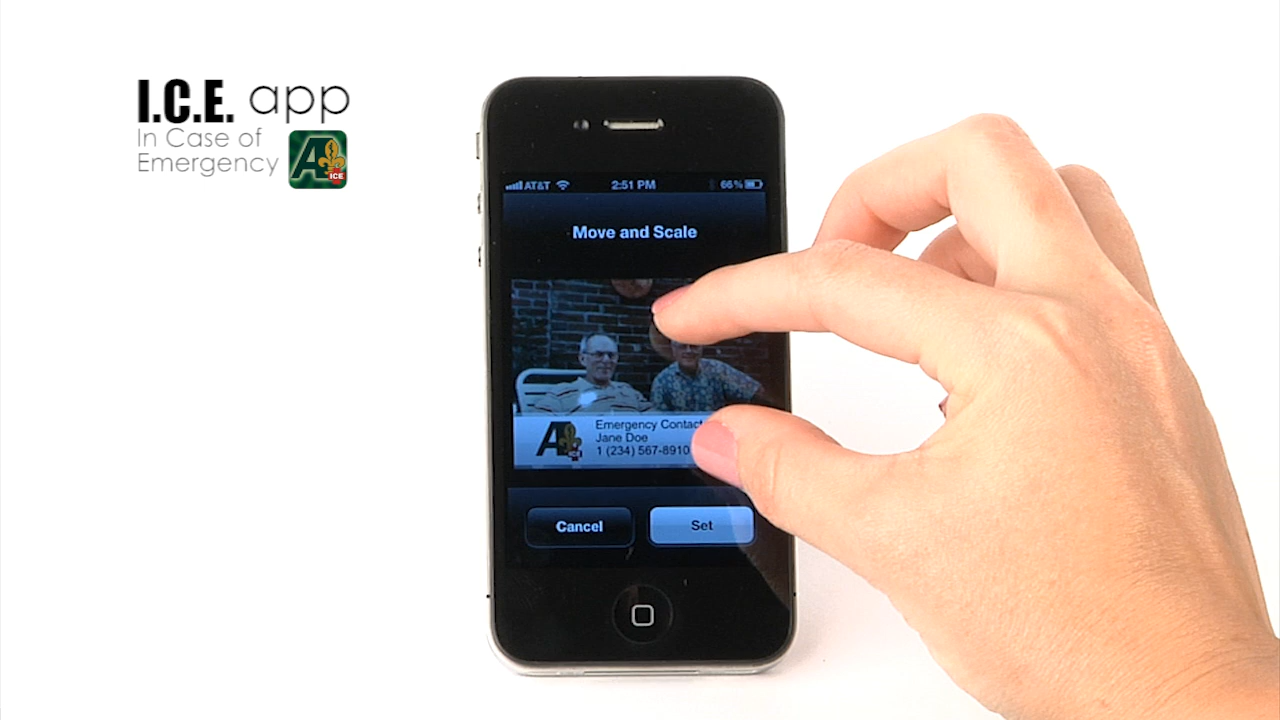 I.C.E. app
In Case of
Emergency
A
ICE
AT&T 2:51 PM 66%
Move and Scale
Emergency Contact
Jane Doe
1 (234) 567-8910
A
ICE
Cancel Set